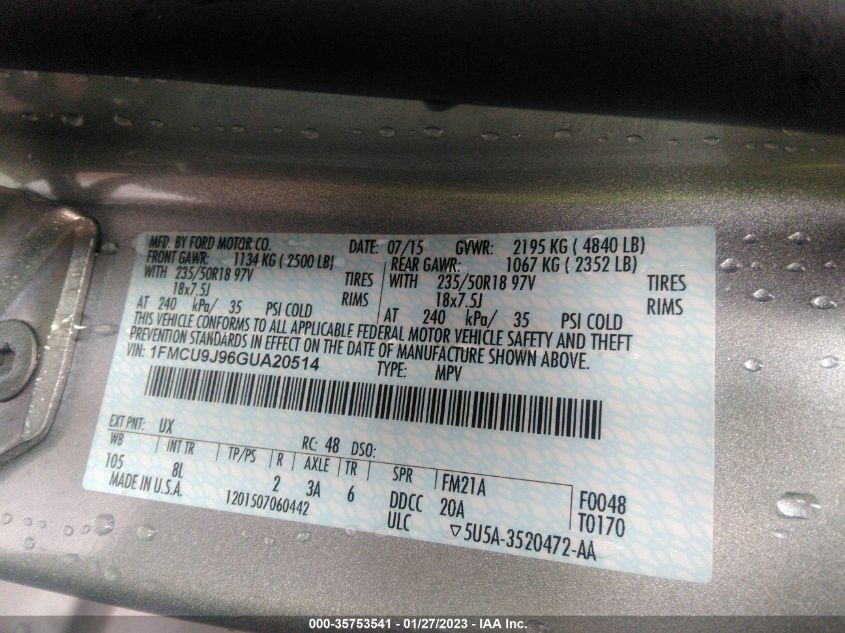 MFD. BY FORD MOTOR CO. DATE: 07/15 GVWR: 2195 KG ( 4840 LB)
FRONT GAWR: 1134 KG ( 2500 LB) REAR GAWR: 1067 KG ( 2352 LB)
WITH 235/50R18 97V TIRES WITH 235/50R18 97V TIRES
18x7.5J RIMS 18x7.5J RIMS
AT 240 kPa/ 35 PSI COLD AT 240 kPa/ 35 PSI COLD
THIS VEHICLE CONFORMS TO ALL APPLICABLE FEDERAL MOTOR VEHICLE SAFETY AND THEFT
PREVENTION STANDARDS IN EFFECT ON THE DATE OF MANUFACTURE SHOWN ABOVE.
VIN: 1FMCU9J96GUA20514 TYPE: MPV
EXT PNT: UX RC: 48 DSO:
WB INT TR TP/PS R AXLE TR SPR FM21A F0048
105 8L 2 3A 6 DDCC 20A T0170
MADE IN U.S.A. 1201507060442 ULC ▽5U5A-3520472-AA
000-35753541 - 01/27/2023 - IAA Inc.